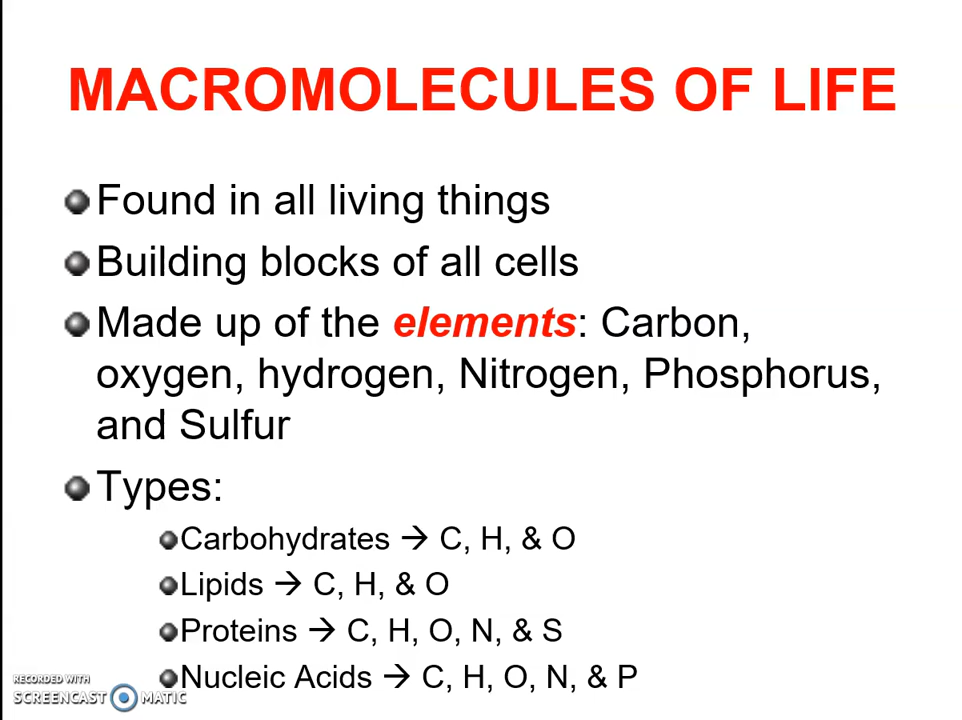 MACROMOLECULES OF LIFE
Found in all living things
Building blocks of all cells
Made up of the elements: Carbon,
oxygen, hydrogen, Nitrogen, Phosphorus,
and Sulfur
Types:
Carbohydrates → C, H, & O
Lipids → C, H, & O
Proteins → C, H, O, N, & S
Nucleic Acids → C, H, O, N, & P
RECORDED WITH
SCREENCAST MATIC